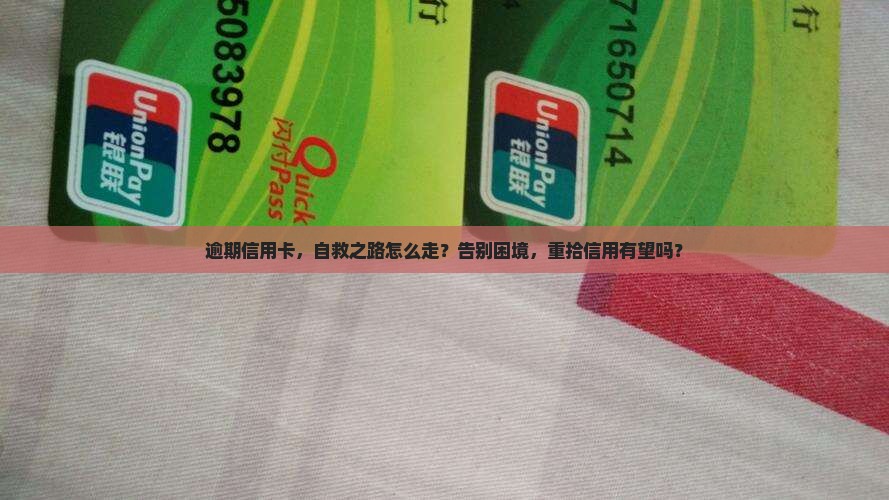 行
5083978
UnionPay
银联
Quick
闪付Pass
行
71650714
UnionPay
银联
逾期信用卡，自救之路怎么走？告别困境，重拾信用有望吗？